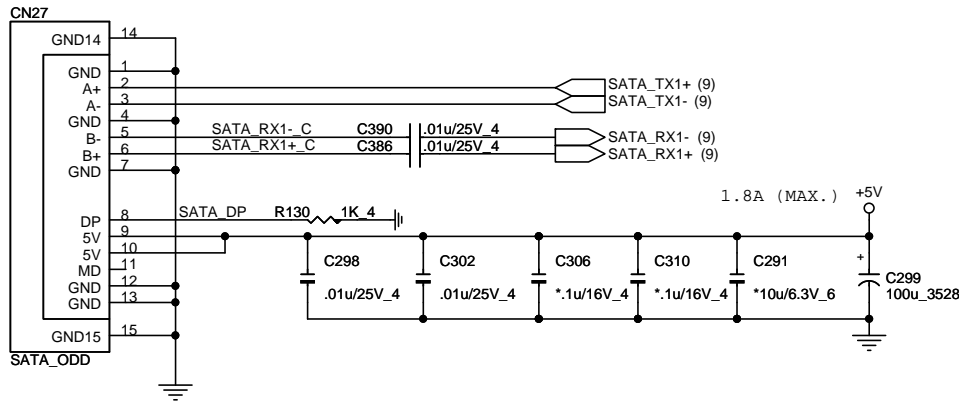 CN27
GND14 14
GND 1
A+ 2 SATA_TX1+ (9)
A- 3 SATA_TX1- (9)
GND 4
B- 5 SATA_RX1-_C C390 .01u/25V_4 SATA_RX1- (9)
B+ 6 SATA_RX1+_C C386 .01u/25V_4 SATA_RX1+ (9)
GND 7
1.8A (MAX.) +5V
DP 8 SATA_DP R130 1K_4
5V 9
5V 10
MD 11
GND 12
GND 13
C298 C302 C306 C310 C291 + C299
.01u/25V_4 .01u/25V_4 *.1u/16V_4 *.1u/16V_4 *10u/6.3V_6 100u_3528
GND15 15
SATA_ODD